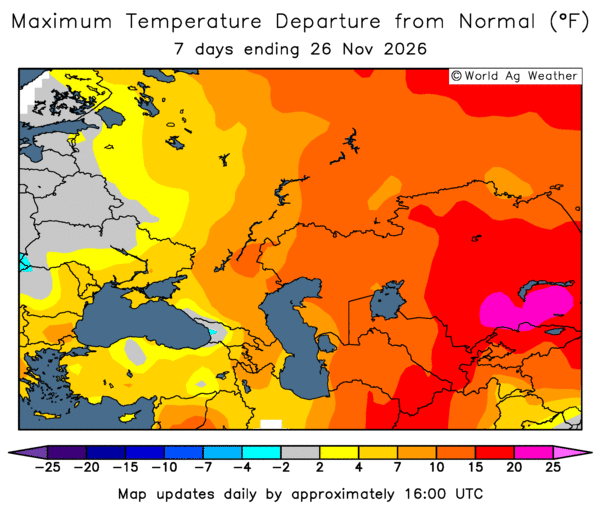 Maximum Temperature Departure from Normal (°F)
7 days ending 26 Nov 2026
©World Ag Weather
−25 −20 −15 −10 −7 −4 −2 2 4 7 10 15 20 25
Map updates daily by approximately 16:00 UTC